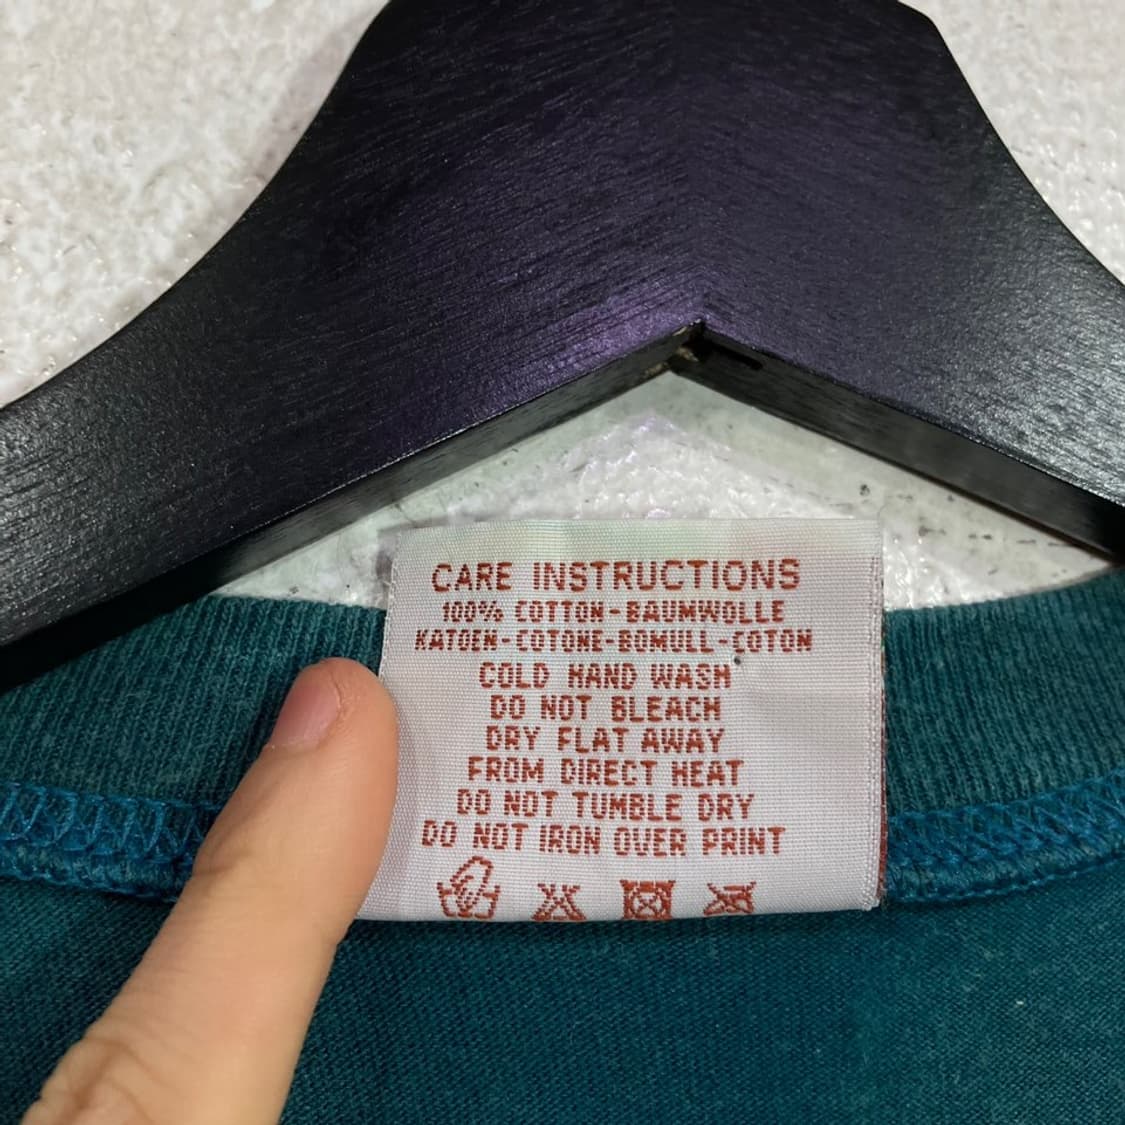 CARE INSTRUCTIONS
100% COTTON-BAUMWOLLE
KATOEN-COTONE-BOMULL-COTON
COLD HAND WASH
DO NOT BLEACH
DRY FLAT AWAY
FROM DIRECT HEAT
DO NOT TUMBLE DRY
DO NOT IRON OVER PRINT